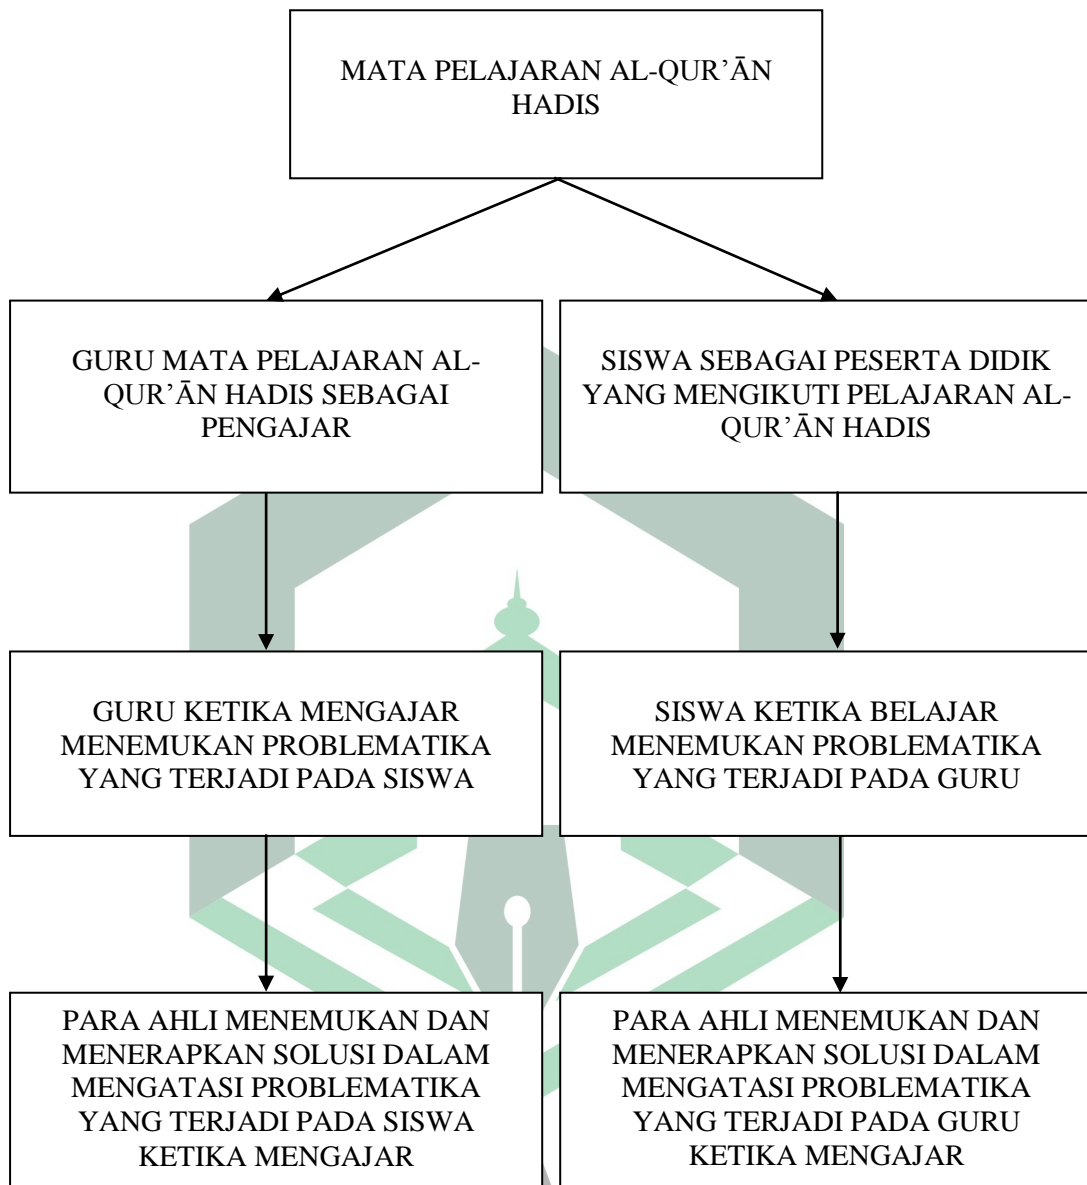 MATA PELAJARAN AL-QUR’ĀN
HADIS
GURU MATA PELAJARAN AL-
QUR’ĀN HADIS SEBAGAI
PENGAJAR
SISWA SEBAGAI PESERTA DIDIK
YANG MENGIKUTI PELAJARAN AL-
QUR’ĀN HADIS
GURU KETIKA MENGAJAR
MENEMUKAN PROBLEMATIKA
YANG TERJADI PADA SISWA
SISWA KETIKA BELAJAR
MENEMUKAN PROBLEMATIKA
YANG TERJADI PADA GURU
PARA AHLI MENEMUKAN DAN
MENERAPKAN SOLUSI DALAM
MENGATASI PROBLEMATIKA
YANG TERJADI PADA SISWA
KETIKA MENGAJAR
PARA AHLI MENEMUKAN DAN
MENERAPKAN SOLUSI DALAM
MENGATASI PROBLEMATIKA
YANG TERJADI PADA GURU
KETIKA MENGAJAR